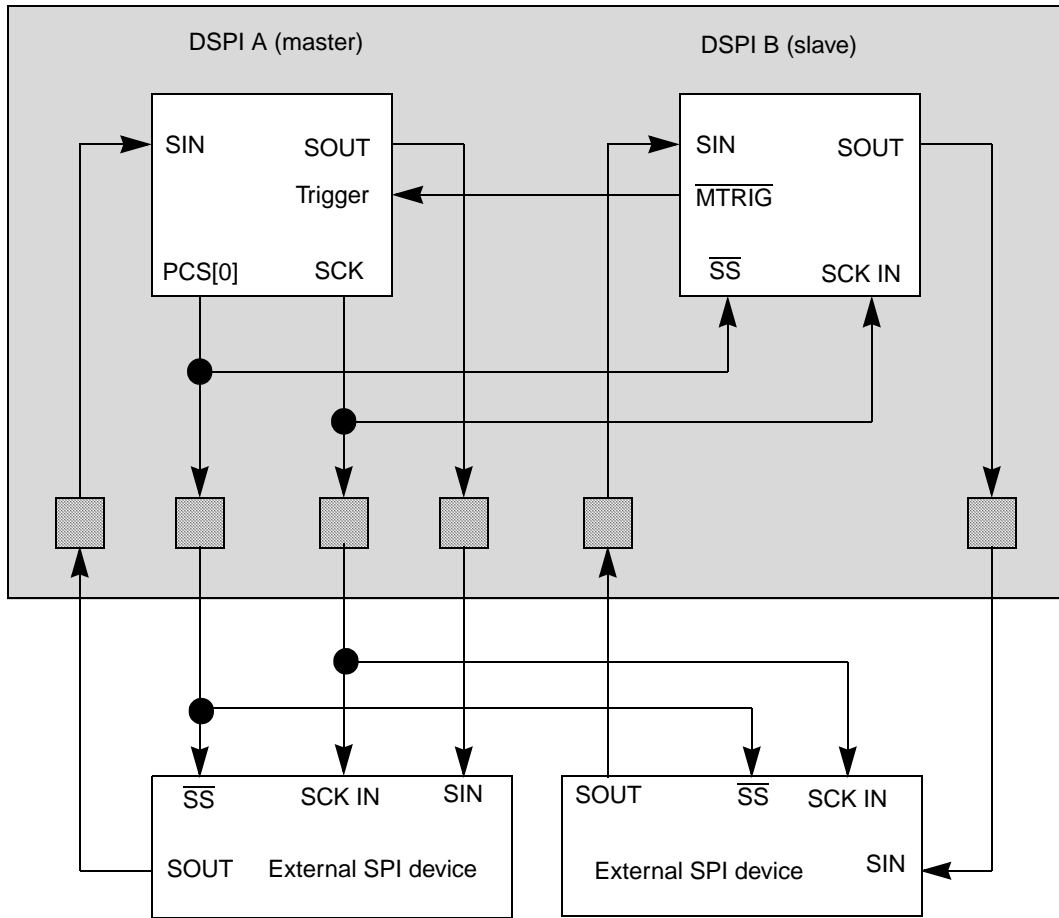 DSPI A (master)
DSPI B (slave)
SIN
SOUT
Trigger
PCS[0]
SCK
SIN
SOUT
MTRIG
SS
SCK IN
SS
SCK IN
SIN
SOUT
External SPI device
SOUT
SS
SCK IN
External SPI device
SIN